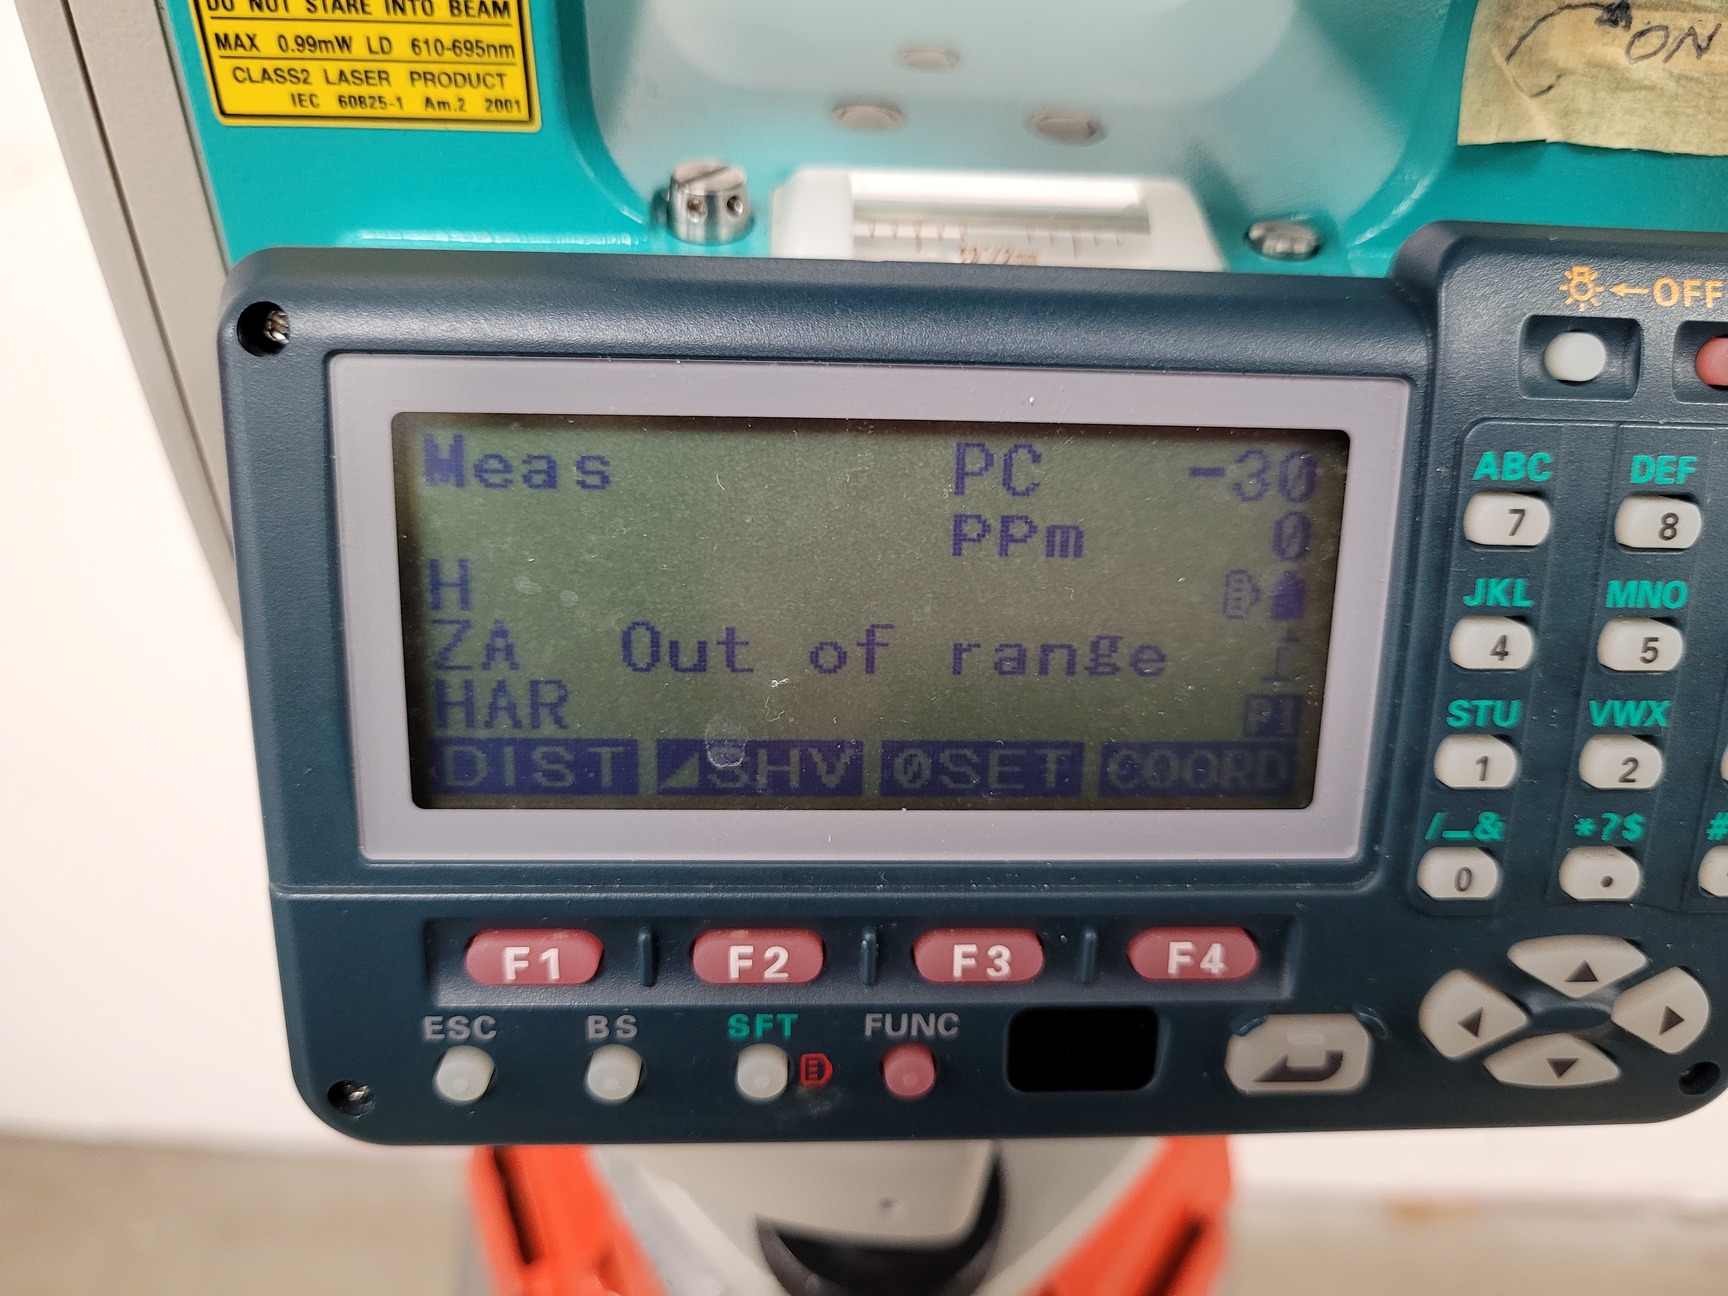 DO NOT STARE INTO BEAM
MAX 0.99mW LD 610-695nm
CLASS2 LASER PRODUCT
IEC 60825-1 Am.2 2001
ON
←OFF
Meas PC -30
ppm 0
H
ZA Out of range
HAR P1
DIST ◢SHV 0SET COORD
ABC DEF
7 8
JKL MNO
4 5
STU VWX
1 2
/_& *?$ #
0 .
F1 F2 F3 F4
ESC BS SFT FUNC